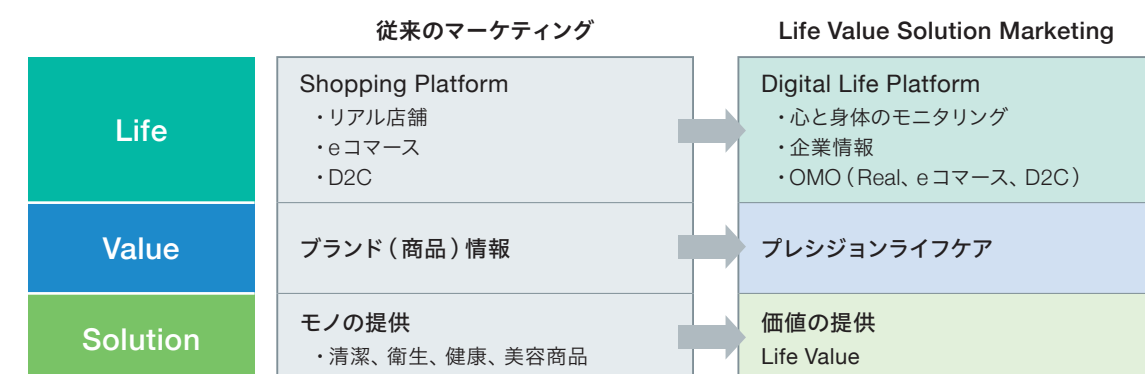 従来のマーケティング
Life Value Solution Marketing
Life
Shopping Platform
・リアル店舗
・eコマース
・D2C
Digital Life Platform
・心と身体のモニタリング
・企業情報
・OMO（Real、eコマース、D2C）
Value
ブランド（商品）情報
プレシジョンライフケア
Solution
モノの提供
・清潔、衛生、健康、美容商品
価値の提供
Life Value